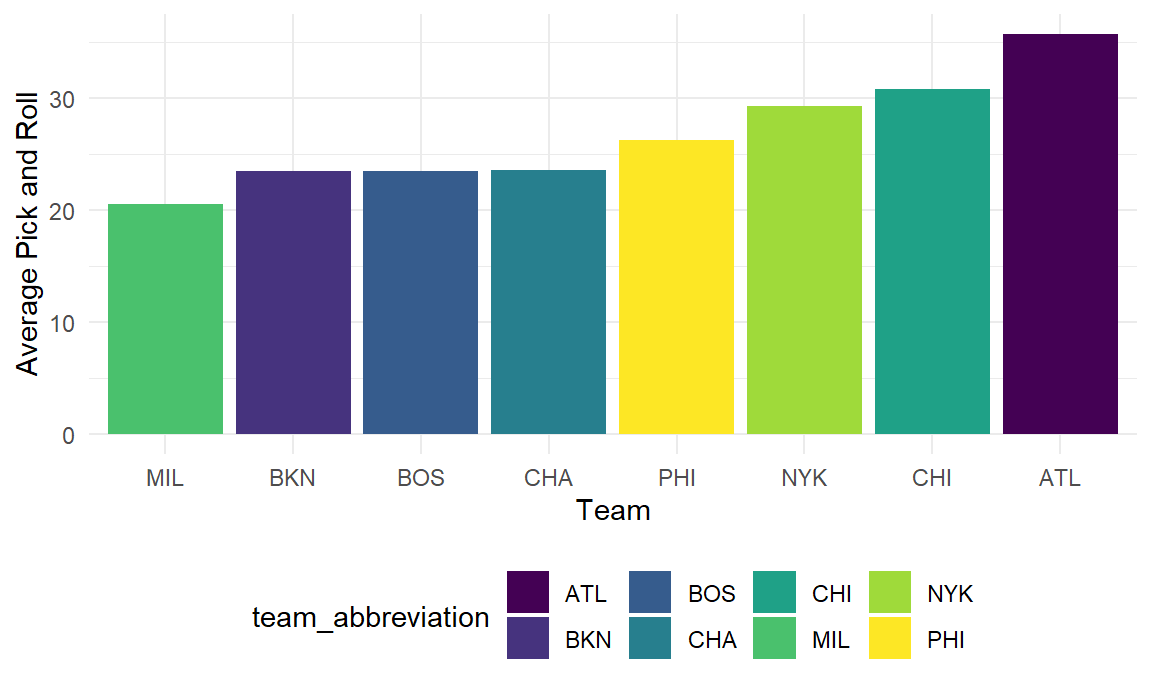 Average Pick and Roll
30
20
10
0
MIL BKN BOS CHA PHI NYK CHI ATL
Team
team_abbreviation
ATL BOS CHI NYK
BKN CHA MIL PHI